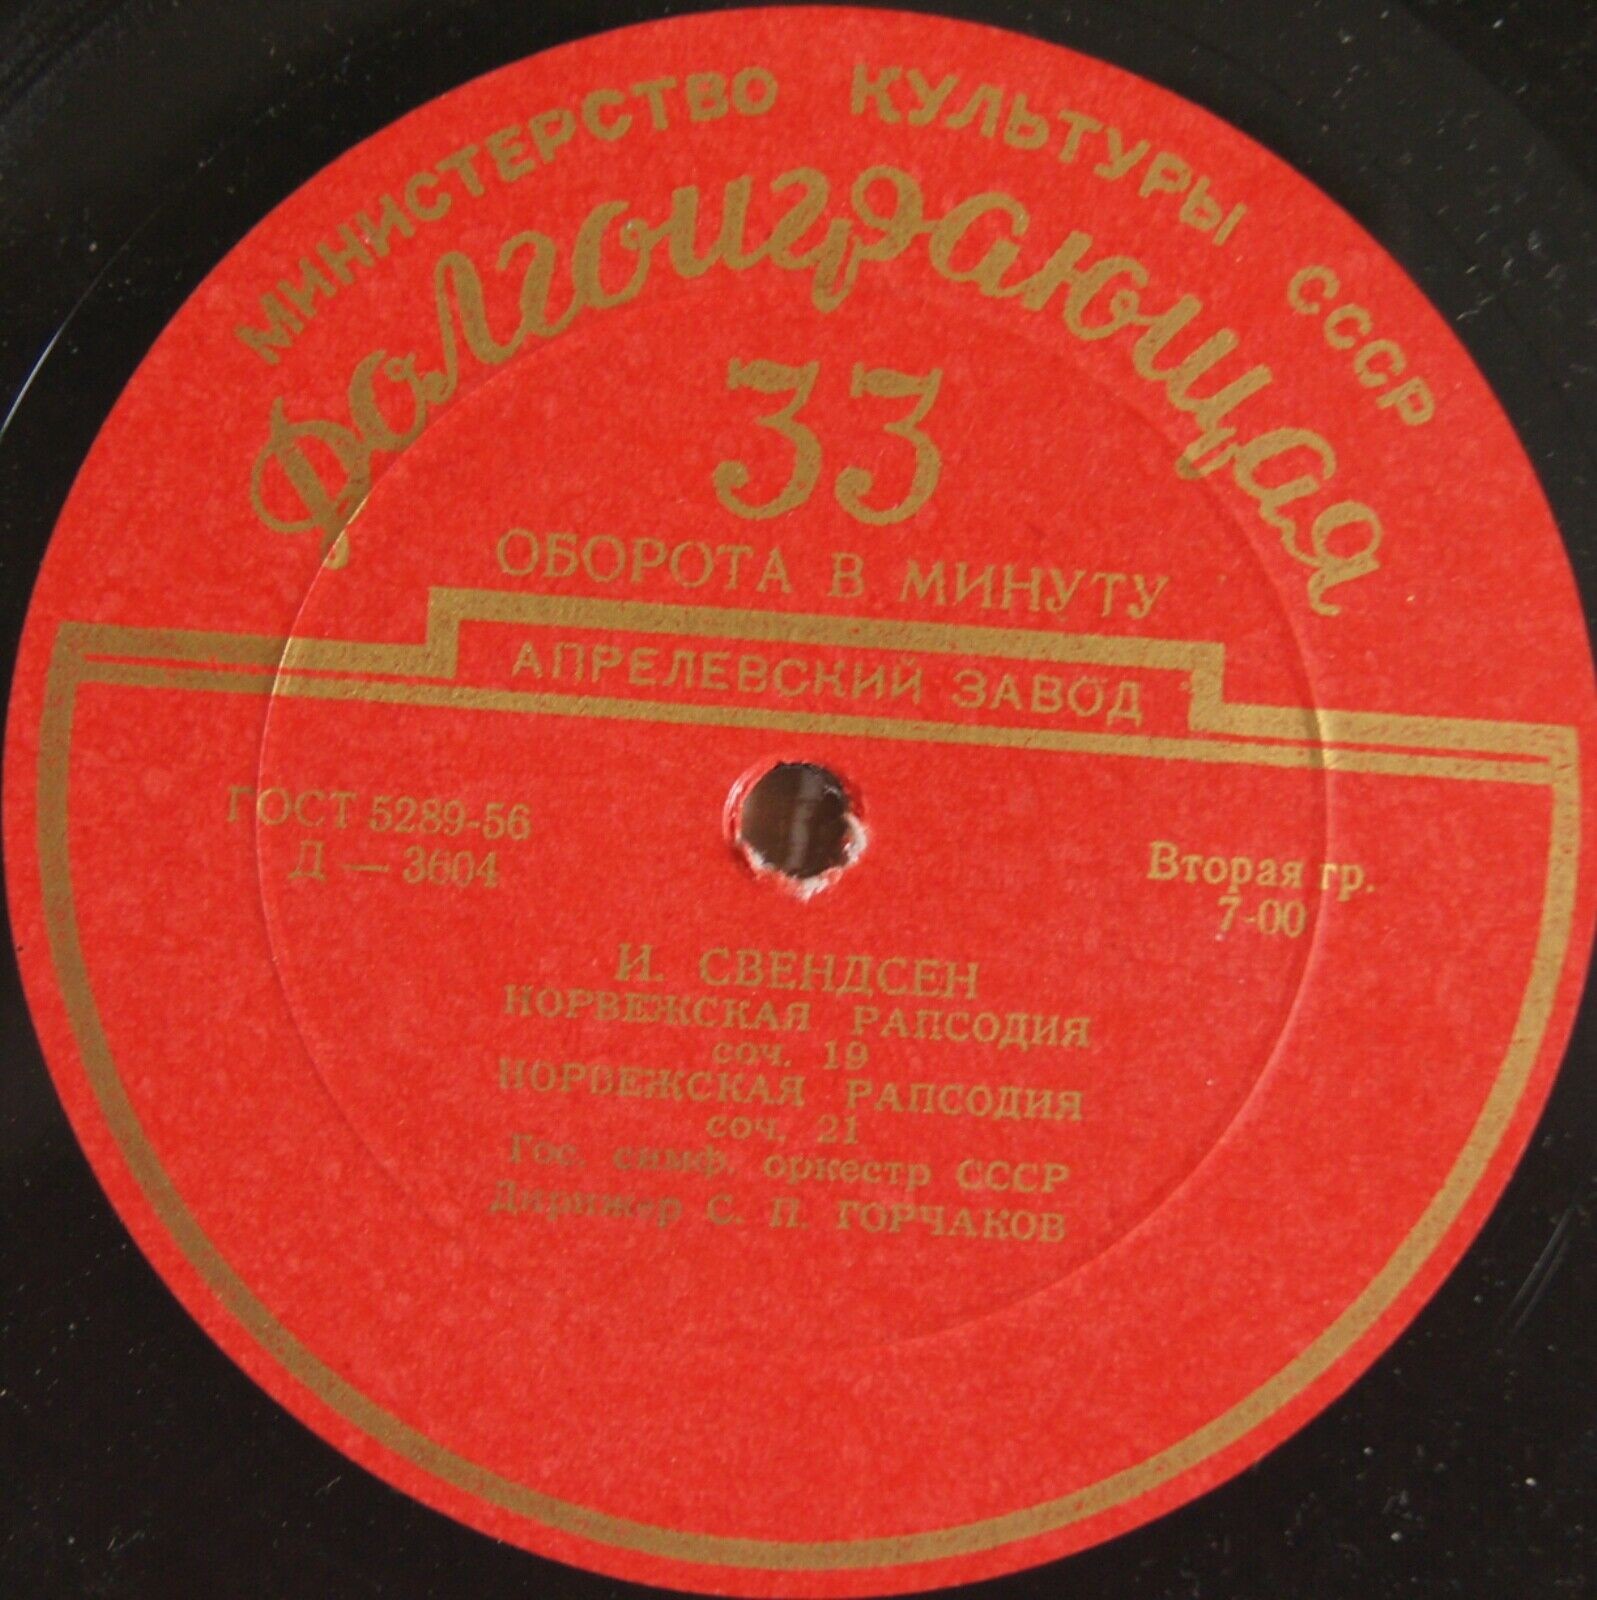 МИНИСТЕРСТВО КУЛЬТУРЫ СССР
Долгоиграющая
33
ОБОРОТА В МИНУТУ
АПРЕЛЕВСКИЙ ЗАВОД
ГОСТ 5289-56
Д — 3604
Вторая гр.
7-00
И. СВЕНДСЕН
НОРВЕЖСКАЯ РАПСОДИЯ
соч. 19
НОРВЕЖСКАЯ РАПСОДИЯ
соч. 21
Гос. симф. оркестр СССР
Дирижер С. П. ГОРЧАКОВ